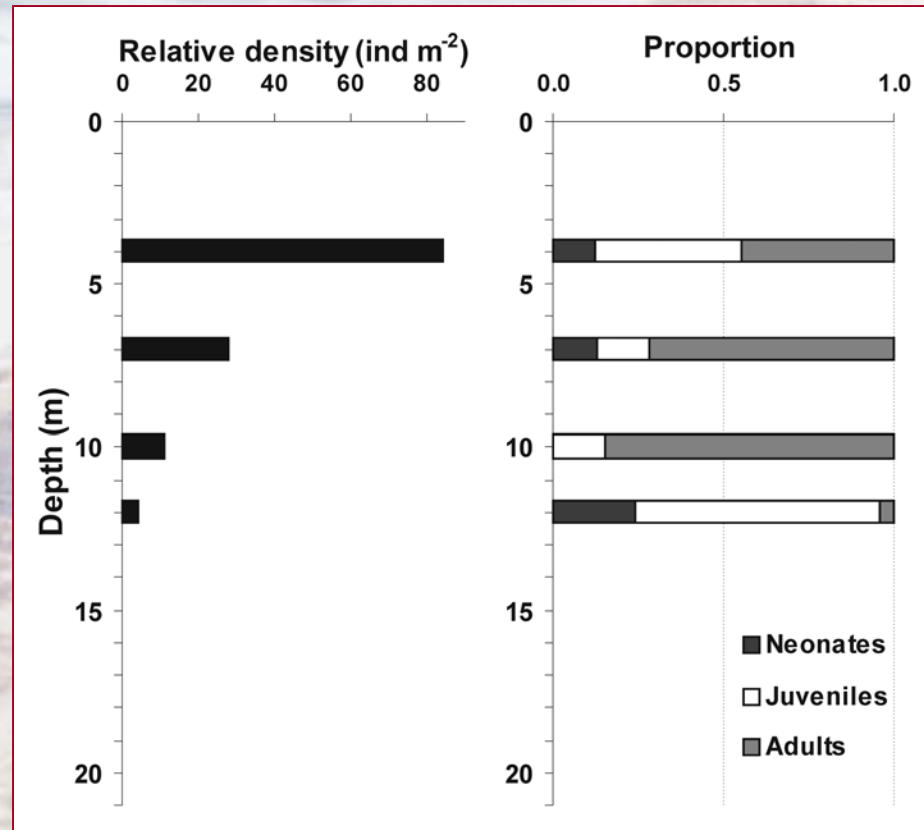 Relative density (ind m⁻²)
0 20 40 60 80
Depth (m)
0
5
10
15
20
Proportion
0.0 0.5 1.0
0
5
10
15
20
Neonates
Juveniles
Adults